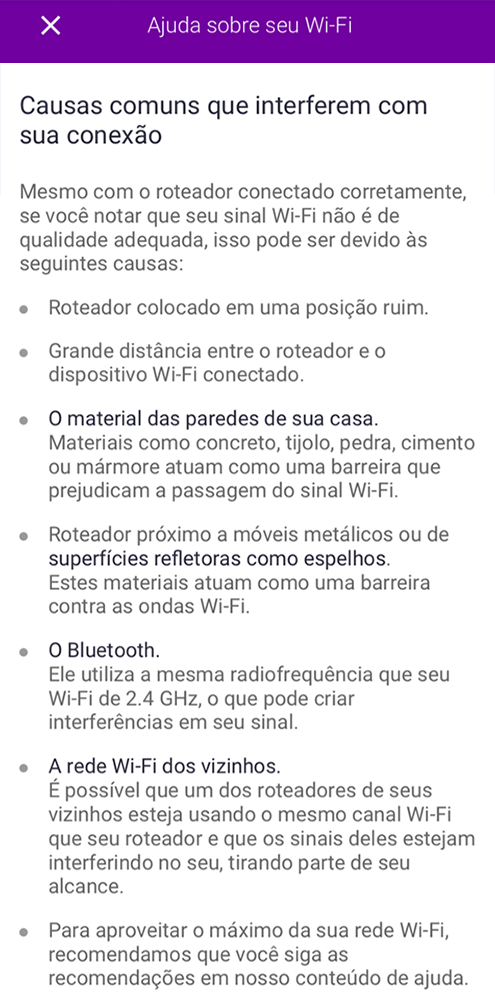 Ajuda sobre seu Wi-Fi
Causas comuns que interferem com
sua conexão
Mesmo com o roteador conectado corretamente,
se você notar que seu sinal Wi-Fi não é de
qualidade adequada, isso pode ser devido às
seguintes causas:
Roteador colocado em uma posição ruim.
Grande distância entre o roteador e o
dispositivo Wi-Fi conectado.
O material das paredes de sua casa.
Materiais como concreto, tijolo, pedra, cimento
ou mármore atuam como uma barreira que
prejudicam a passagem do sinal Wi-Fi.
Roteador próximo a móveis metálicos ou de
superfícies refletoras como espelhos.
Estes materiais atuam como uma barreira
contra as ondas Wi-Fi.
O Bluetooth.
Ele utiliza a mesma radiofrequência que seu
Wi-Fi de 2.4 GHz, o que pode criar
interferências em seu sinal.
A rede Wi-Fi dos vizinhos.
É possível que um dos roteadores de seus
vizinhos esteja usando o mesmo canal Wi-Fi
que seu roteador e que os sinais deles estejam
interferindo no seu, tirando parte de seu
alcance.
Para aproveitar o máximo da sua rede Wi-Fi,
recomendamos que você siga as
recomendações em nosso conteúdo de ajuda.